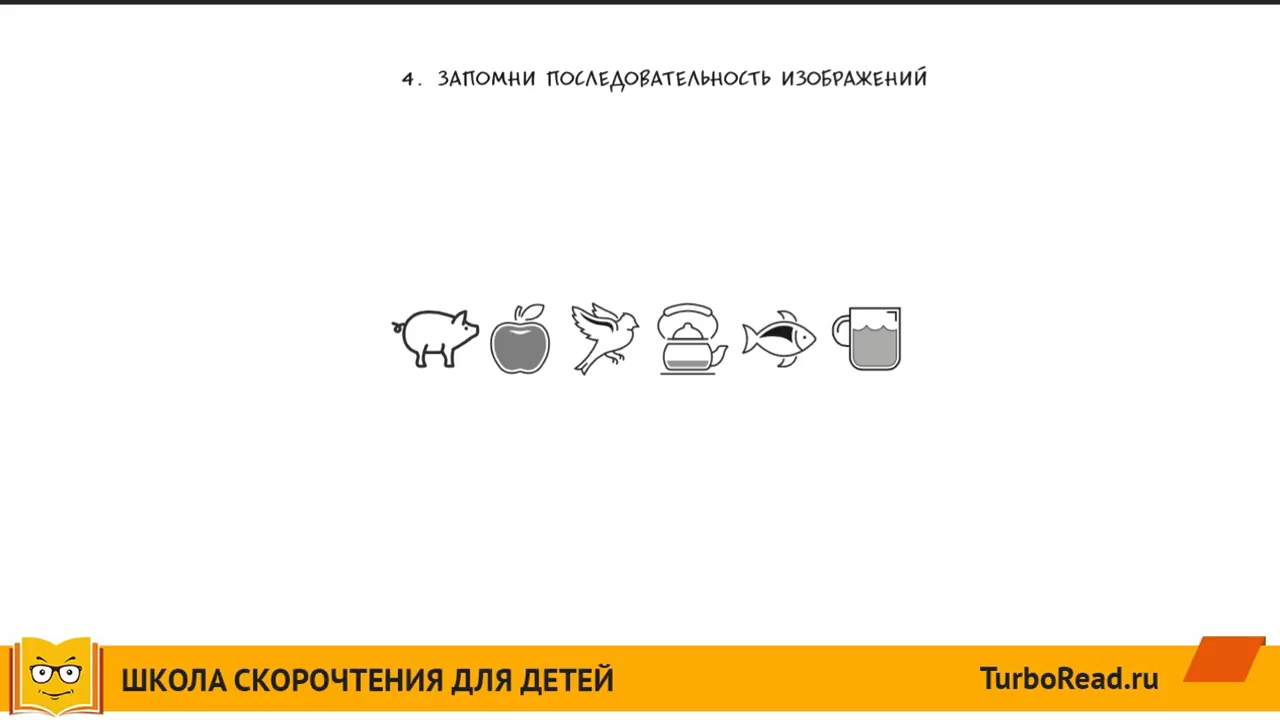 4. ЗАПОМНИ ПОСЛЕДОВАТЕЛЬНОСТЬ ИЗОБРАЖЕНИЙ
ШКОЛА СКОРОЧТЕНИЯ ДЛЯ ДЕТЕЙ
TurboRead.ru